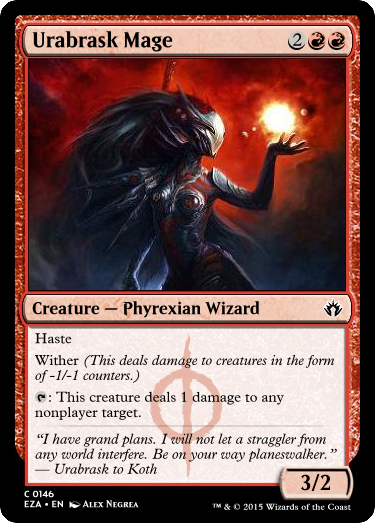 Urabrask Mage 2
Creature — Phyrexian Wizard
Haste
Wither (This deals damage to creatures in the form
of -1/-1 counters.)
: This creature deals 1 damage to any
nonplayer target.
“I have grand plans. I will not let a straggler from
any world interfere. Be on your way planeswalker.”
— Urabrask to Koth
3/2
C 0146
EZA • EN Alex Negrea
™ & © 2015 Wizards of the Coast